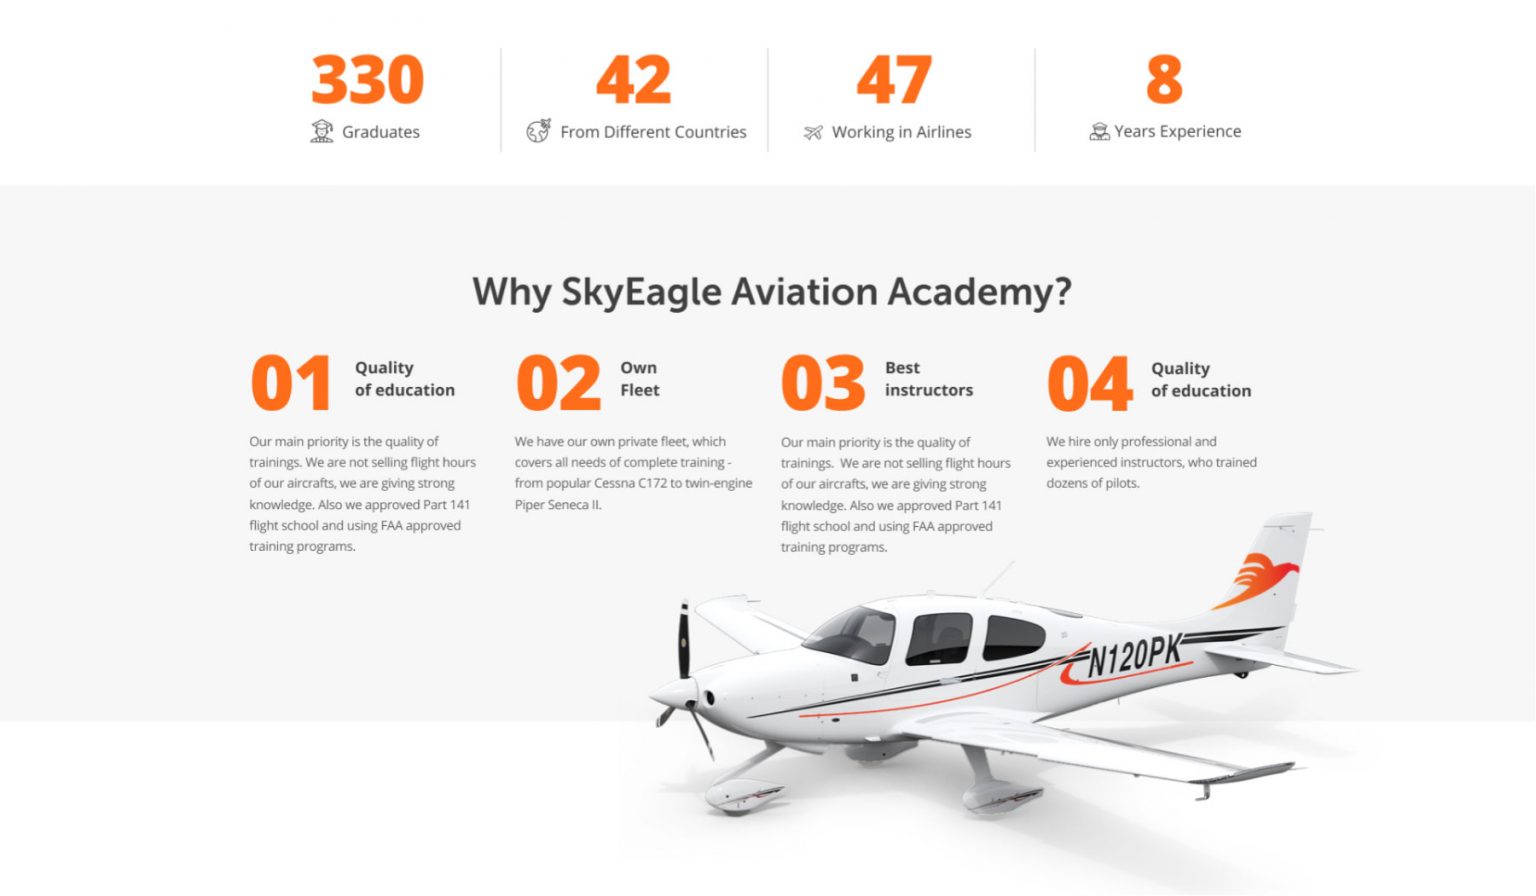 330
Graduates
42
From Different Countries
47
Working in Airlines
8
Years Experience
Why SkyEagle Aviation Academy?
01
Quality
of education
Our main priority is the quality of
trainings. We are not selling flight hours
of our aircrafts, we are giving strong
knowledge. Also we approved Part 141
flight school and using FAA approved
training programs.
02
Own
Fleet
We have our own private fleet, which
covers all needs of complete training -
from popular Cessna C172 to twin-engine
Piper Seneca II.
03
Best
instructors
Our main priority is the quality of
trainings.  We are not selling flight hours
of our aircrafts, we are giving strong
knowledge. Also we approved Part 141
flight school and using FAA approved
training programs.
04
Quality
of education
We hire only professional and
experienced instructors, who trained
dozens of pilots.
N120PK